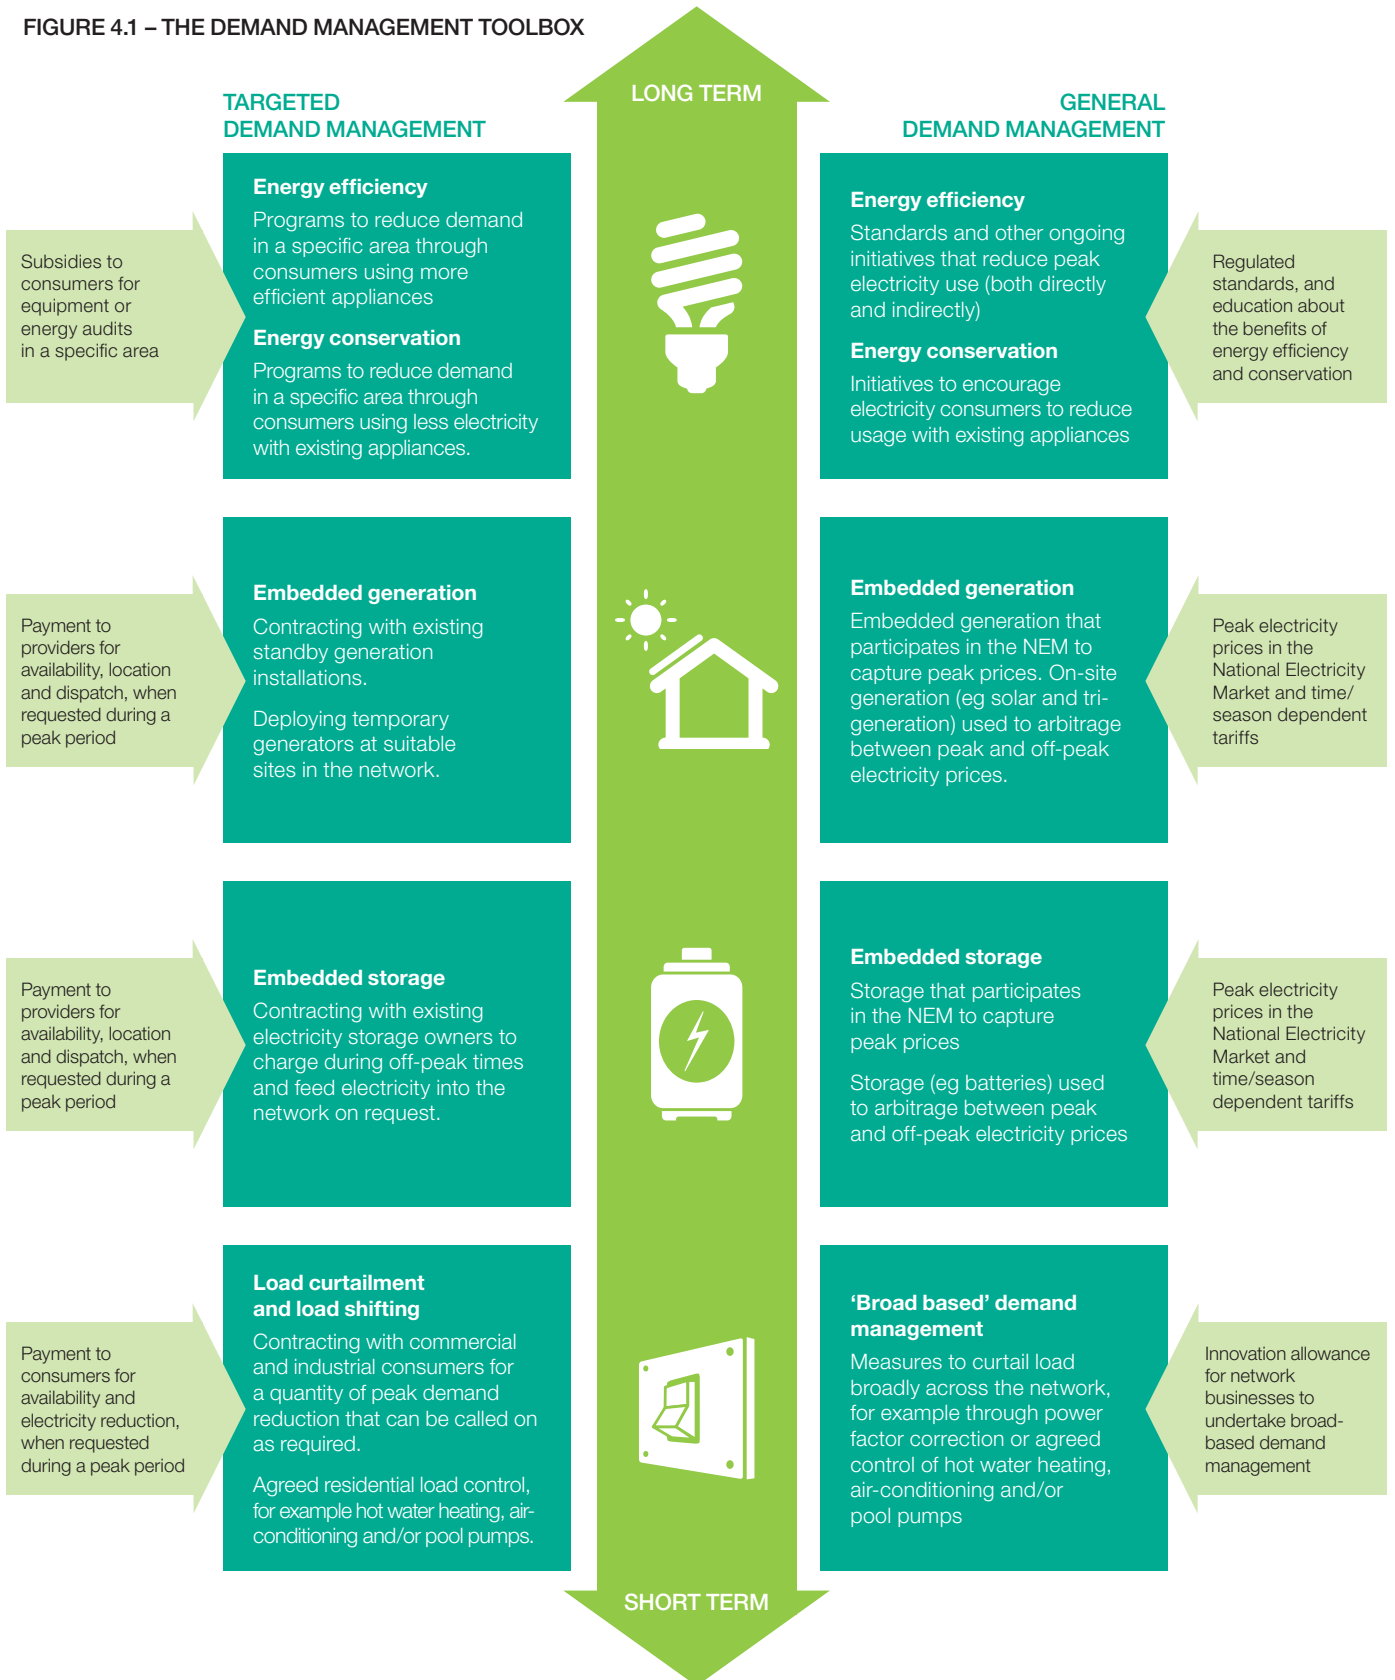 FIGURE 4.1 – THE DEMAND MANAGEMENT TOOLBOX
LONG TERM
TARGETED
DEMAND MANAGEMENT
GENERAL
DEMAND MANAGEMENT
Subsidies to
consumers for
equipment or
energy audits
in a specific area
Energy efficiency
Programs to reduce demand
in a specific area through
consumers using more
efficient appliances
Energy conservation
Programs to reduce demand
in a specific area through
consumers using less electricity
with existing appliances.
Energy efficiency
Standards and other ongoing
initiatives that reduce peak
electricity use (both directly
and indirectly)
Energy conservation
Initiatives to encourage
electricity consumers to reduce
usage with existing appliances
Regulated
standards, and
education about
the benefits of
energy efficiency
and conservation
Payment to
providers for
availability, location
and dispatch, when
requested during a
peak period
Embedded generation
Contracting with existing
standby generation
installations.
Deploying temporary
generators at suitable
sites in the network.
Embedded generation
Embedded generation that
participates in the NEM to
capture peak prices. On-site
generation (eg solar and tri-
generation) used to arbitrage
between peak and off-peak
electricity prices.
Peak electricity
prices in the
National Electricity
Market and time/
season dependent
tariffs
Payment to
providers for
availability, location
and dispatch, when
requested during a
peak period
Embedded storage
Contracting with existing
electricity storage owners to
charge during off-peak times
and feed electricity into the
network on request.
Embedded storage
Storage that participates
in the NEM to capture
peak prices
Storage (eg batteries) used
to arbitrage between peak
and off-peak electricity prices
Peak electricity
prices in the
National Electricity
Market and
time/season
dependent tariffs
Payment to
consumers for
availability and
electricity reduction,
when requested
during a peak period
Load curtailment
and load shifting
Contracting with commercial
and industrial consumers for
a quantity of peak demand
reduction that can be called on
as required.
Agreed residential load control,
for example hot water heating, air-
conditioning and/or pool pumps.
‘Broad based’ demand
management
Measures to curtail load
broadly across the network,
for example through power
factor correction or agreed
control of hot water heating,
air-conditioning and/or
pool pumps
Innovation allowance
for network
businesses to
undertake broad-
based demand
management
SHORT TERM